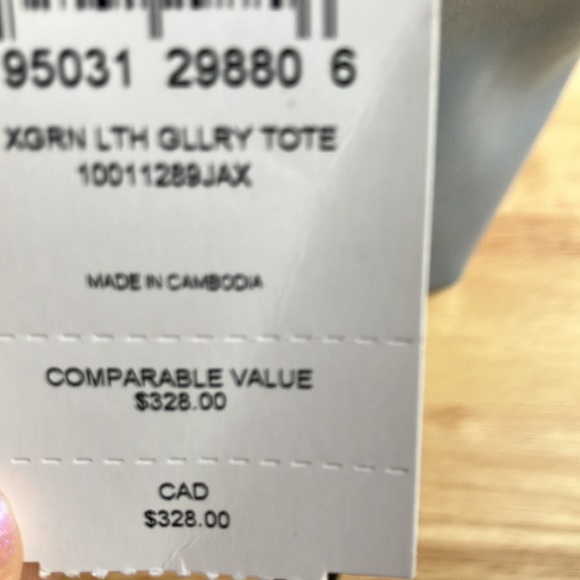 95031 29880 6
XGRN LTH GLLRY TOTE
10011289JAX
MADE IN CAMBODIA
COMPARABLE VALUE
$328.00
CAD
$328.00